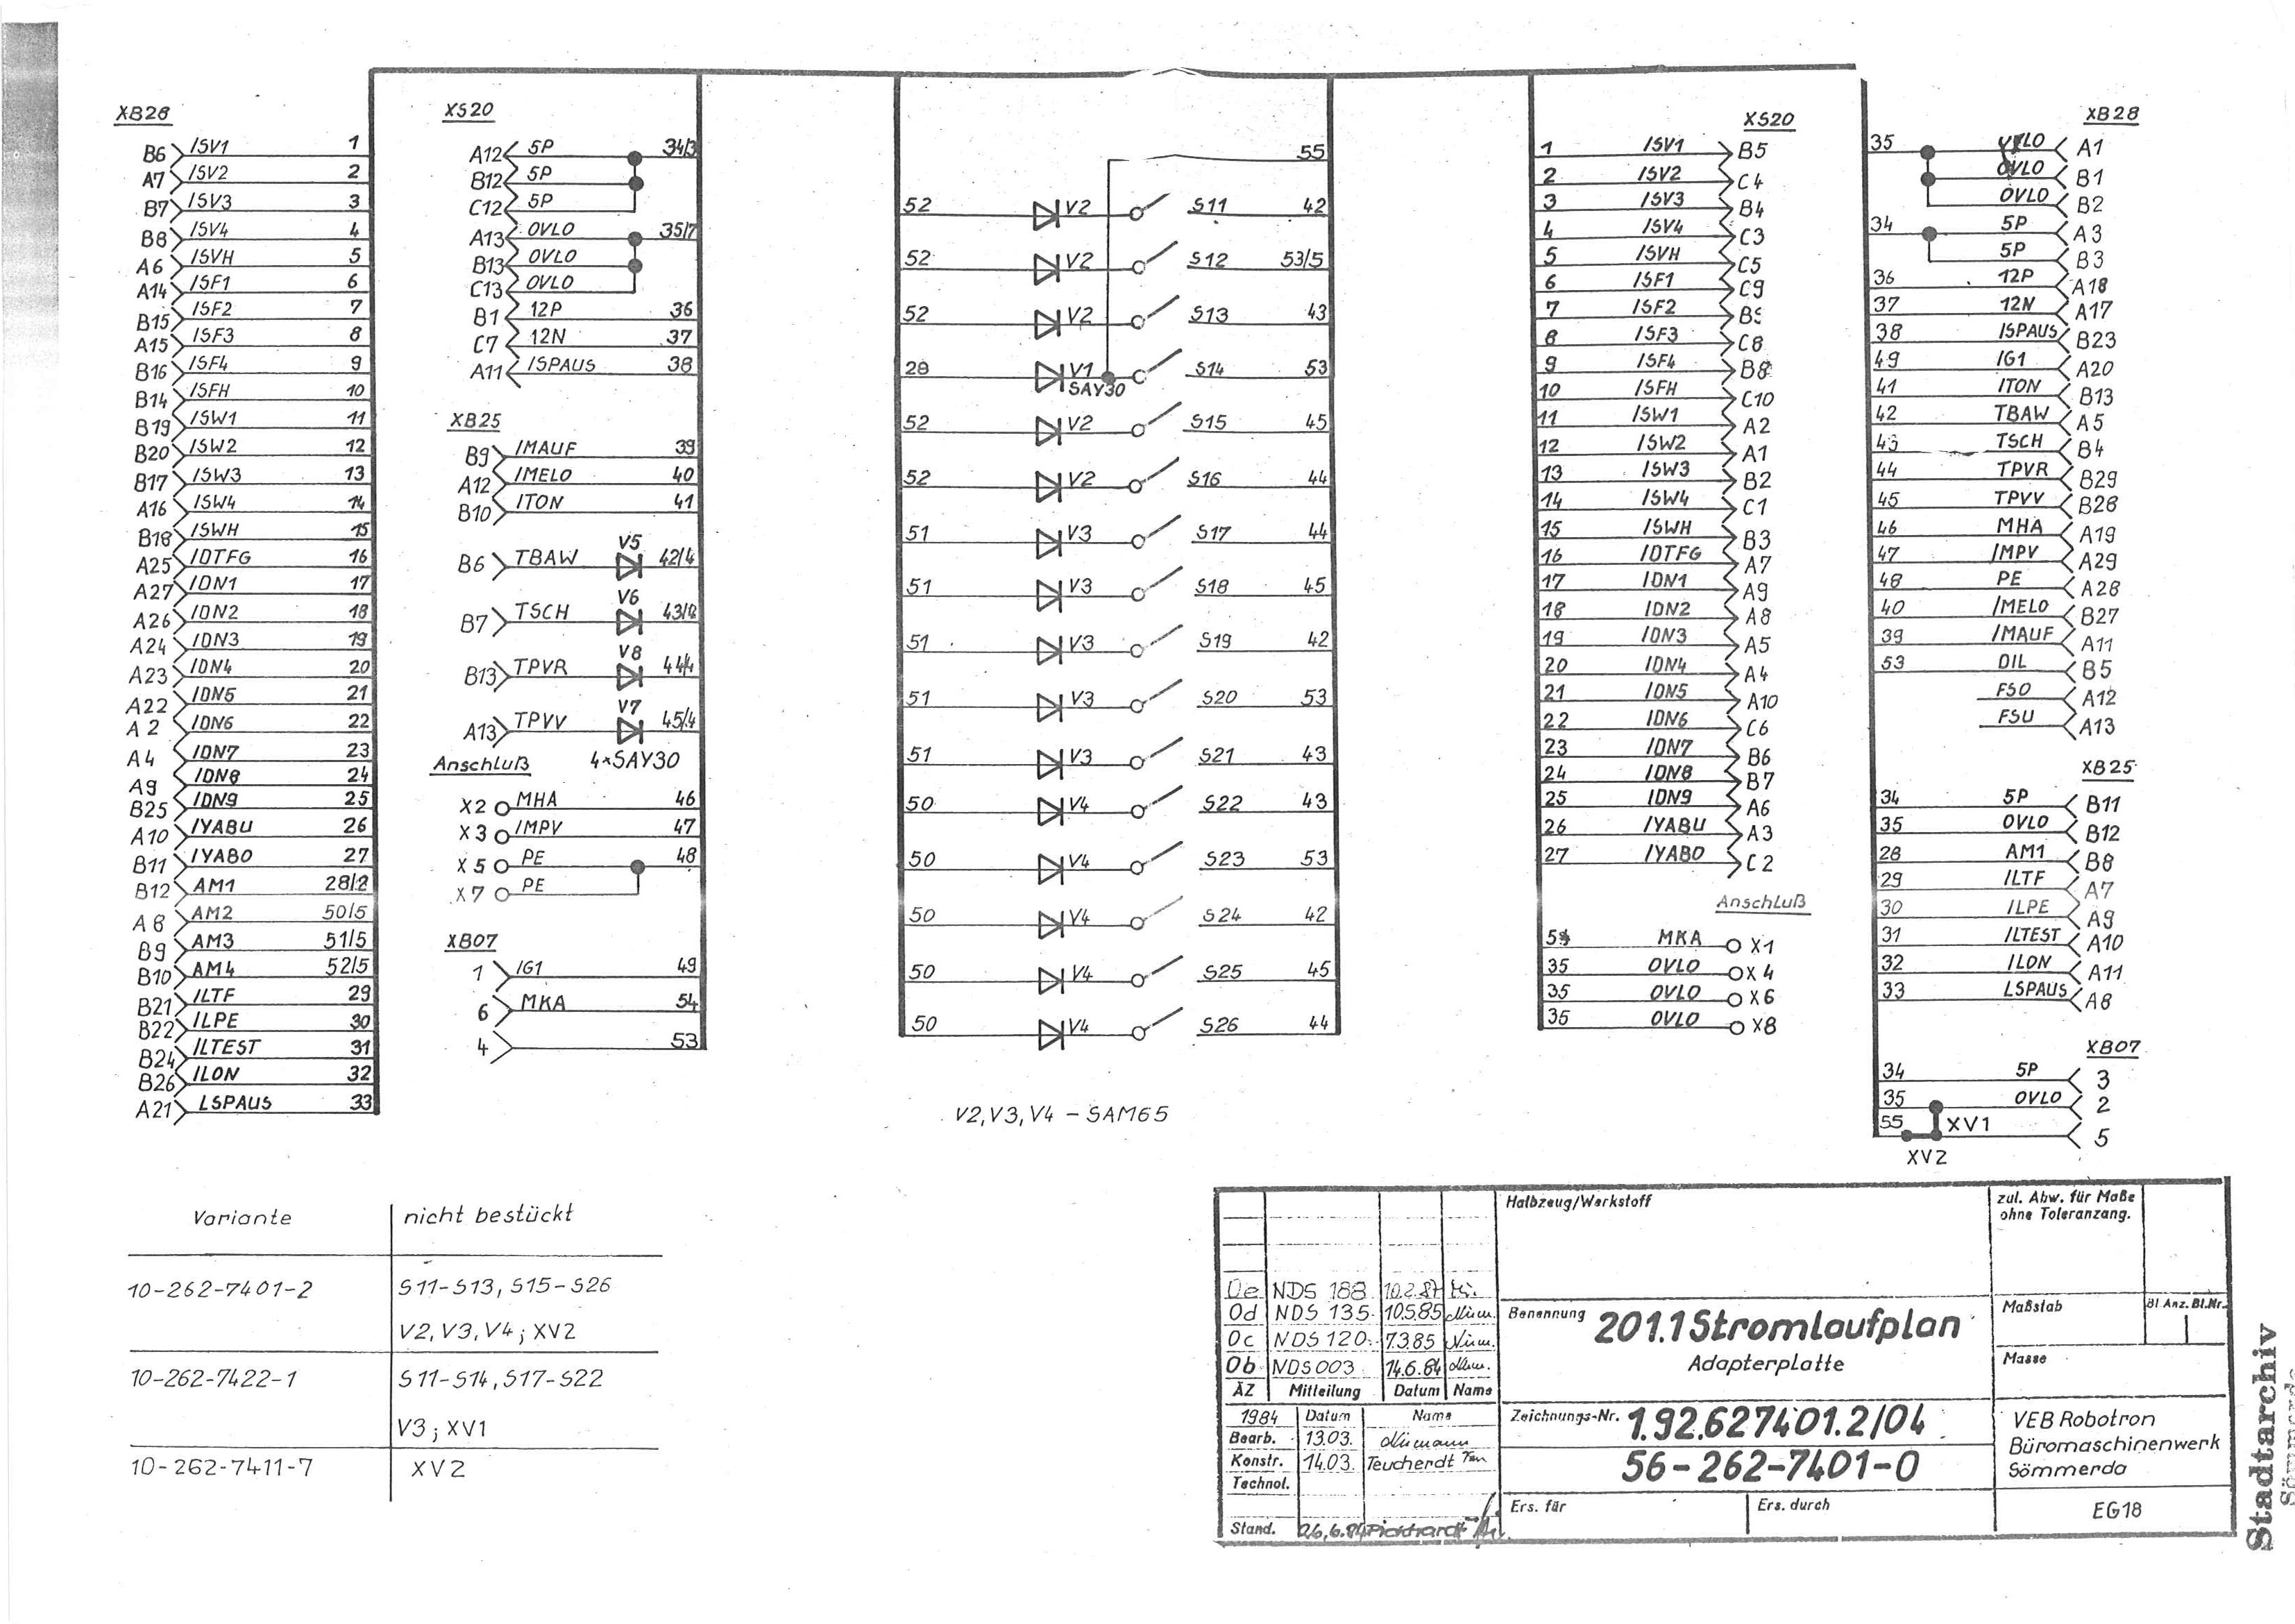 XB28
B6 /SV1 1
A7 /SV2 2
B7 /SV3 3
B8 /SV4 4
A6 /SVH 5
A14 /SF1 6
B15 /SF2 7
A15 /SF3 8
B16 /SF4 9
B14 /SFH 10
B19 /SW1 11
B20 /SW2 12
B17 /SW3 13
A16 /SW4 14
B18 /SWH 15
A25 /DTFG 16
A27 /DN1 17
A26 /DN2 18
A24 /DN3 19
A23 /DN4 20
A22 /DN5 21
A2 /DN6 22
A4 /DN7 23
A9 /DN8 24
B25 /DN9 25
A10 /YABU 26
B11 /YABO 27
B12 AM1 28/2
A8 AM2 50/5
B9 AM3 51/5
B10 AM4 52/5
B21 /LTF 29
B22 /LPE 30
B24 /LTEST 31
B26 /LON 32
A21 LSPAUS 33
XS20
A12 5P 34/3
B12 5P
C12 5P
A13 OVLO 35/7
B13 OVLO
C13 OVLO
B1 12P 36
C7 12N 37
A11 /SPAUS 38
XB25
B9 /MAUF 39
A12 /MELO 40
B10 /TON 41
V5
B6 TBAW 42/4
V6
B7 TSCH
V8
B13 TPVR 44/4
V7
A13 TPVV 45/4
Anschluß 4×SAY30
X2 MHA 46
X3 /MPV 47
X5 PE 48
X7 PE
XB07
1 /G1 49
6 MKA 54
4 53
55
52 V2 S11 42
52 V2 S12 53/5
52 V2 S13 43
28 V1 S14 53
SAY30
52 V2 S15 45
52 V2 S16 44
51 V3 S17 44
51 V3 S18 45
51 V3 S19 42
51 V3 S20 53
51 V3 S21 43
50 V4 S22 43
50 V4 S23 53
50 V4 S24 42
50 V4 S25 45
50 V4 S26 44
V2, V3, V4 – SAM65
XS20
1 /SV1 B5
2 /SV2 C4
3 /SV3 B4
4 /SV4 C3
5 /SVH C5
6 /SF1 C9
7 /SF2
8 /SF3 C8
9 /SF4 B8
10 /SFH C10
11 /SW1 A2
12 /SW2 A1
13 /SW3 B2
14 /SW4 C1
15 /SWH B3
16 /DTFG A7
17 /DN1 A9
18 /DN2 A8
19 /DN3 A5
20 /DN4 A4
21 /DN5 A10
22 /DN6 C6
23 /DN7 B6
24 /DN8 B7
25 /DN9 A6
26 /YABU A3
27 /YABO C2
Anschluß
MKA X1
35 OVLO X4
35 OVLO X6
35 OVLO X8
XB28
35 A1
OVLO B1
OVLO B2
34 5P A3
5P B3
36 12P A18
37 12N A17
38 /SPAUS B23
49 /G1 A20
41 /TON B13
42 TBAW A5
43 TSCH B4
44 TPVR B29
45 TPVV B28
46 MHA A19
47 /MPV A29
48 PE A28
40 /MELO B27
39 /MAUF A11
53 DIL B5
FSO A12
FSU A13
XB25
34 5P B11
35 OVLO B12
28 AM1 B8
29 /LTF A7
30 /LPE A9
31 /LTEST A10
32 /LON A11
33 LSPAUS A8
XB07
34 5P 3
35 OVLO 2
55 XV1 5
XV2
Variante nicht bestückt
10-262-7401-2 S11-S13, S15-S26
V2, V3, V4; XV2
10-262-7422-1 S11-S14, S17-S22
V3; XV1
10-262-7411-7 XV2
Halbzeug/Werkstoff
zul. Abw. für Maße
ohne Toleranzang.
Oe NDS 188 10.2.87
Od NDS 135 10.5.85
Oc NDS 120 7.3.85
Ob NDS 003 14.6.84
ÄZ Mitteilung Datum Name
1984 Datum Name
Bearb. 13.03.
Konstr. 14.03. Teucherdt
Technol.
Stand. 26.6.84
Benennung 201.1 Stromlaufplan
Adapterplatte
Zeichnungs-Nr. 1.92.627401.2/04
56-262-7401-0
Ers. für Ers. durch
Maßstab Bl. Anz. Bl.Nr.
Masse
VEB Robotron
Büromaschinenwerk
Sömmerda
EG18
Stadtarchiv
Sömmerda